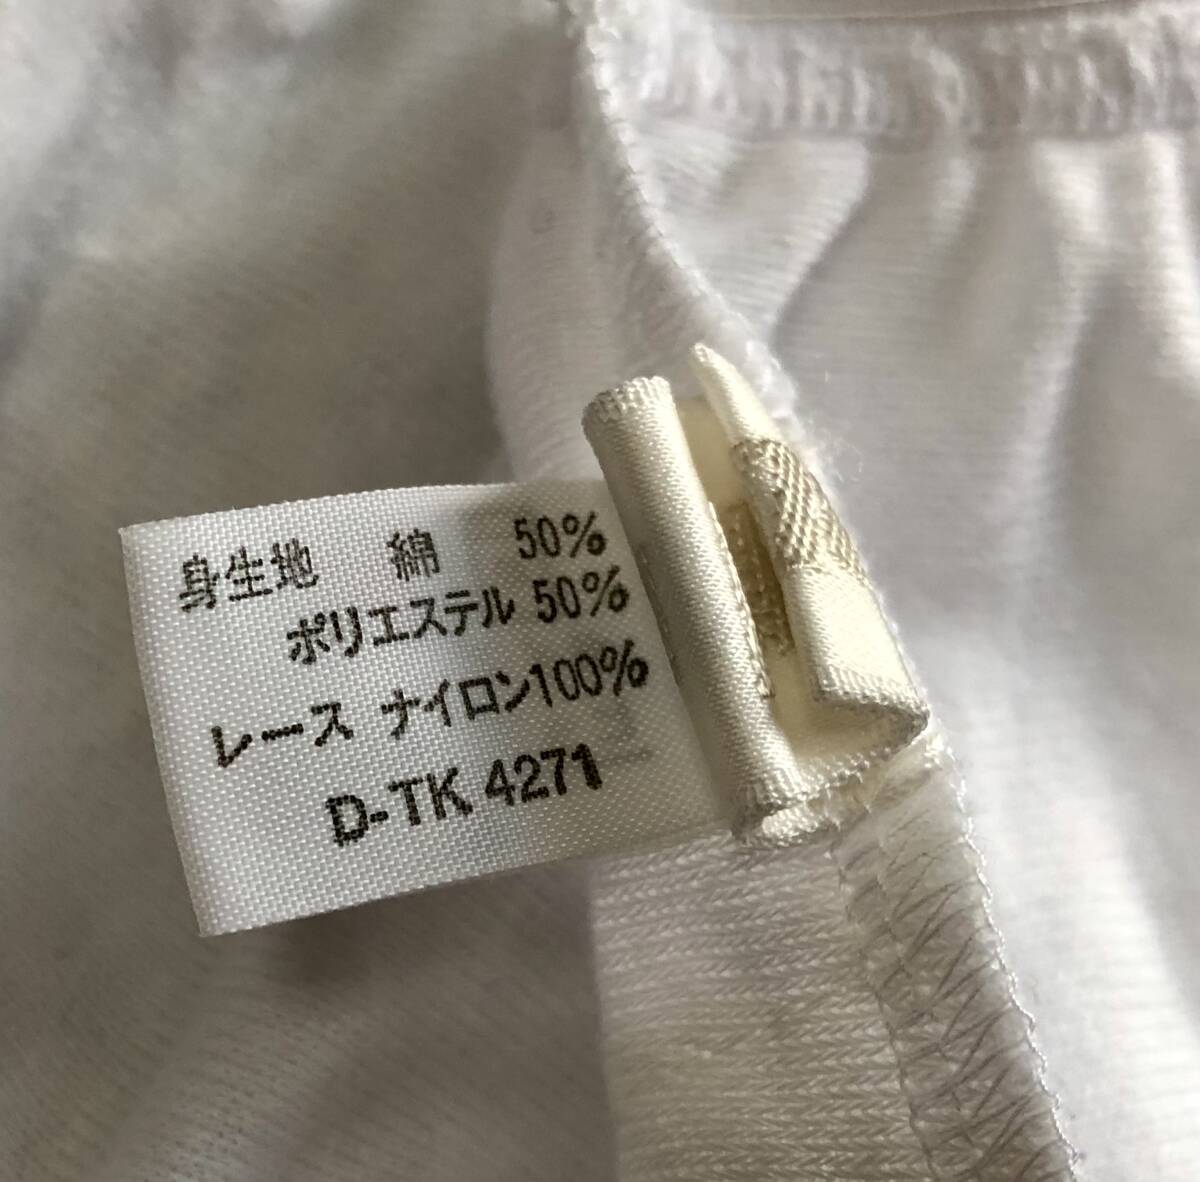 身生地 綿 50%
ポリエステル 50%
レース ナイロン100%
D-TK 4271